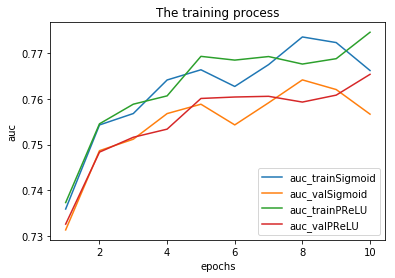 The training process
auc
0.77
0.76
0.75
0.74
0.73
auc_trainSigmoid
auc_valSigmoid
auc_trainPReLU
auc_valPReLU
2 4 6 8 10
epochs